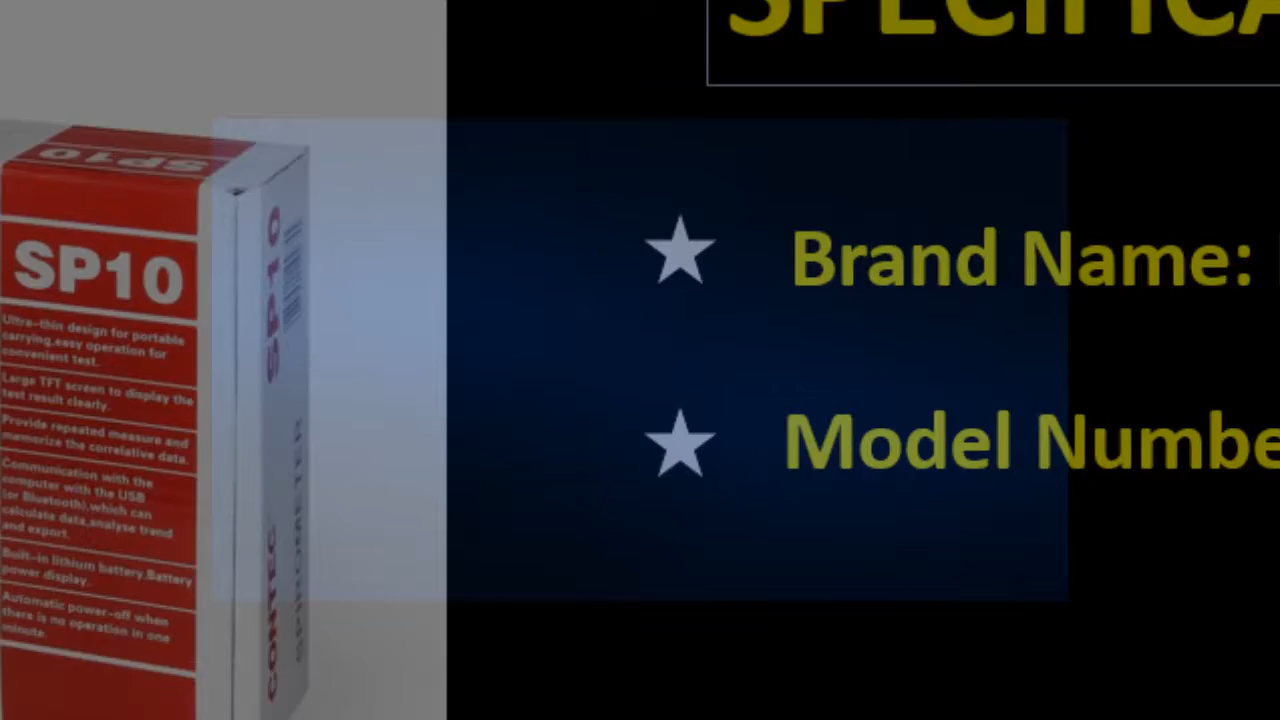 SPECIFICA
SP10
SP10
Ultra-thin design for portable
carrying,easy operation for
convenient test.
Large TFT screen to display the
test result clearly.
Provide repeated measure and
memorize the correlative data.
Communication with the
computer with the USB
(or Bluetooth),which can
calculate data,analyse trend
and export.
Built-in lithium battery.Battery
power display.
Automatic power-off when
there is no operation in one
minute.
SP10
CONTEC
SPIROMETER
Brand Name:
Model Numbe